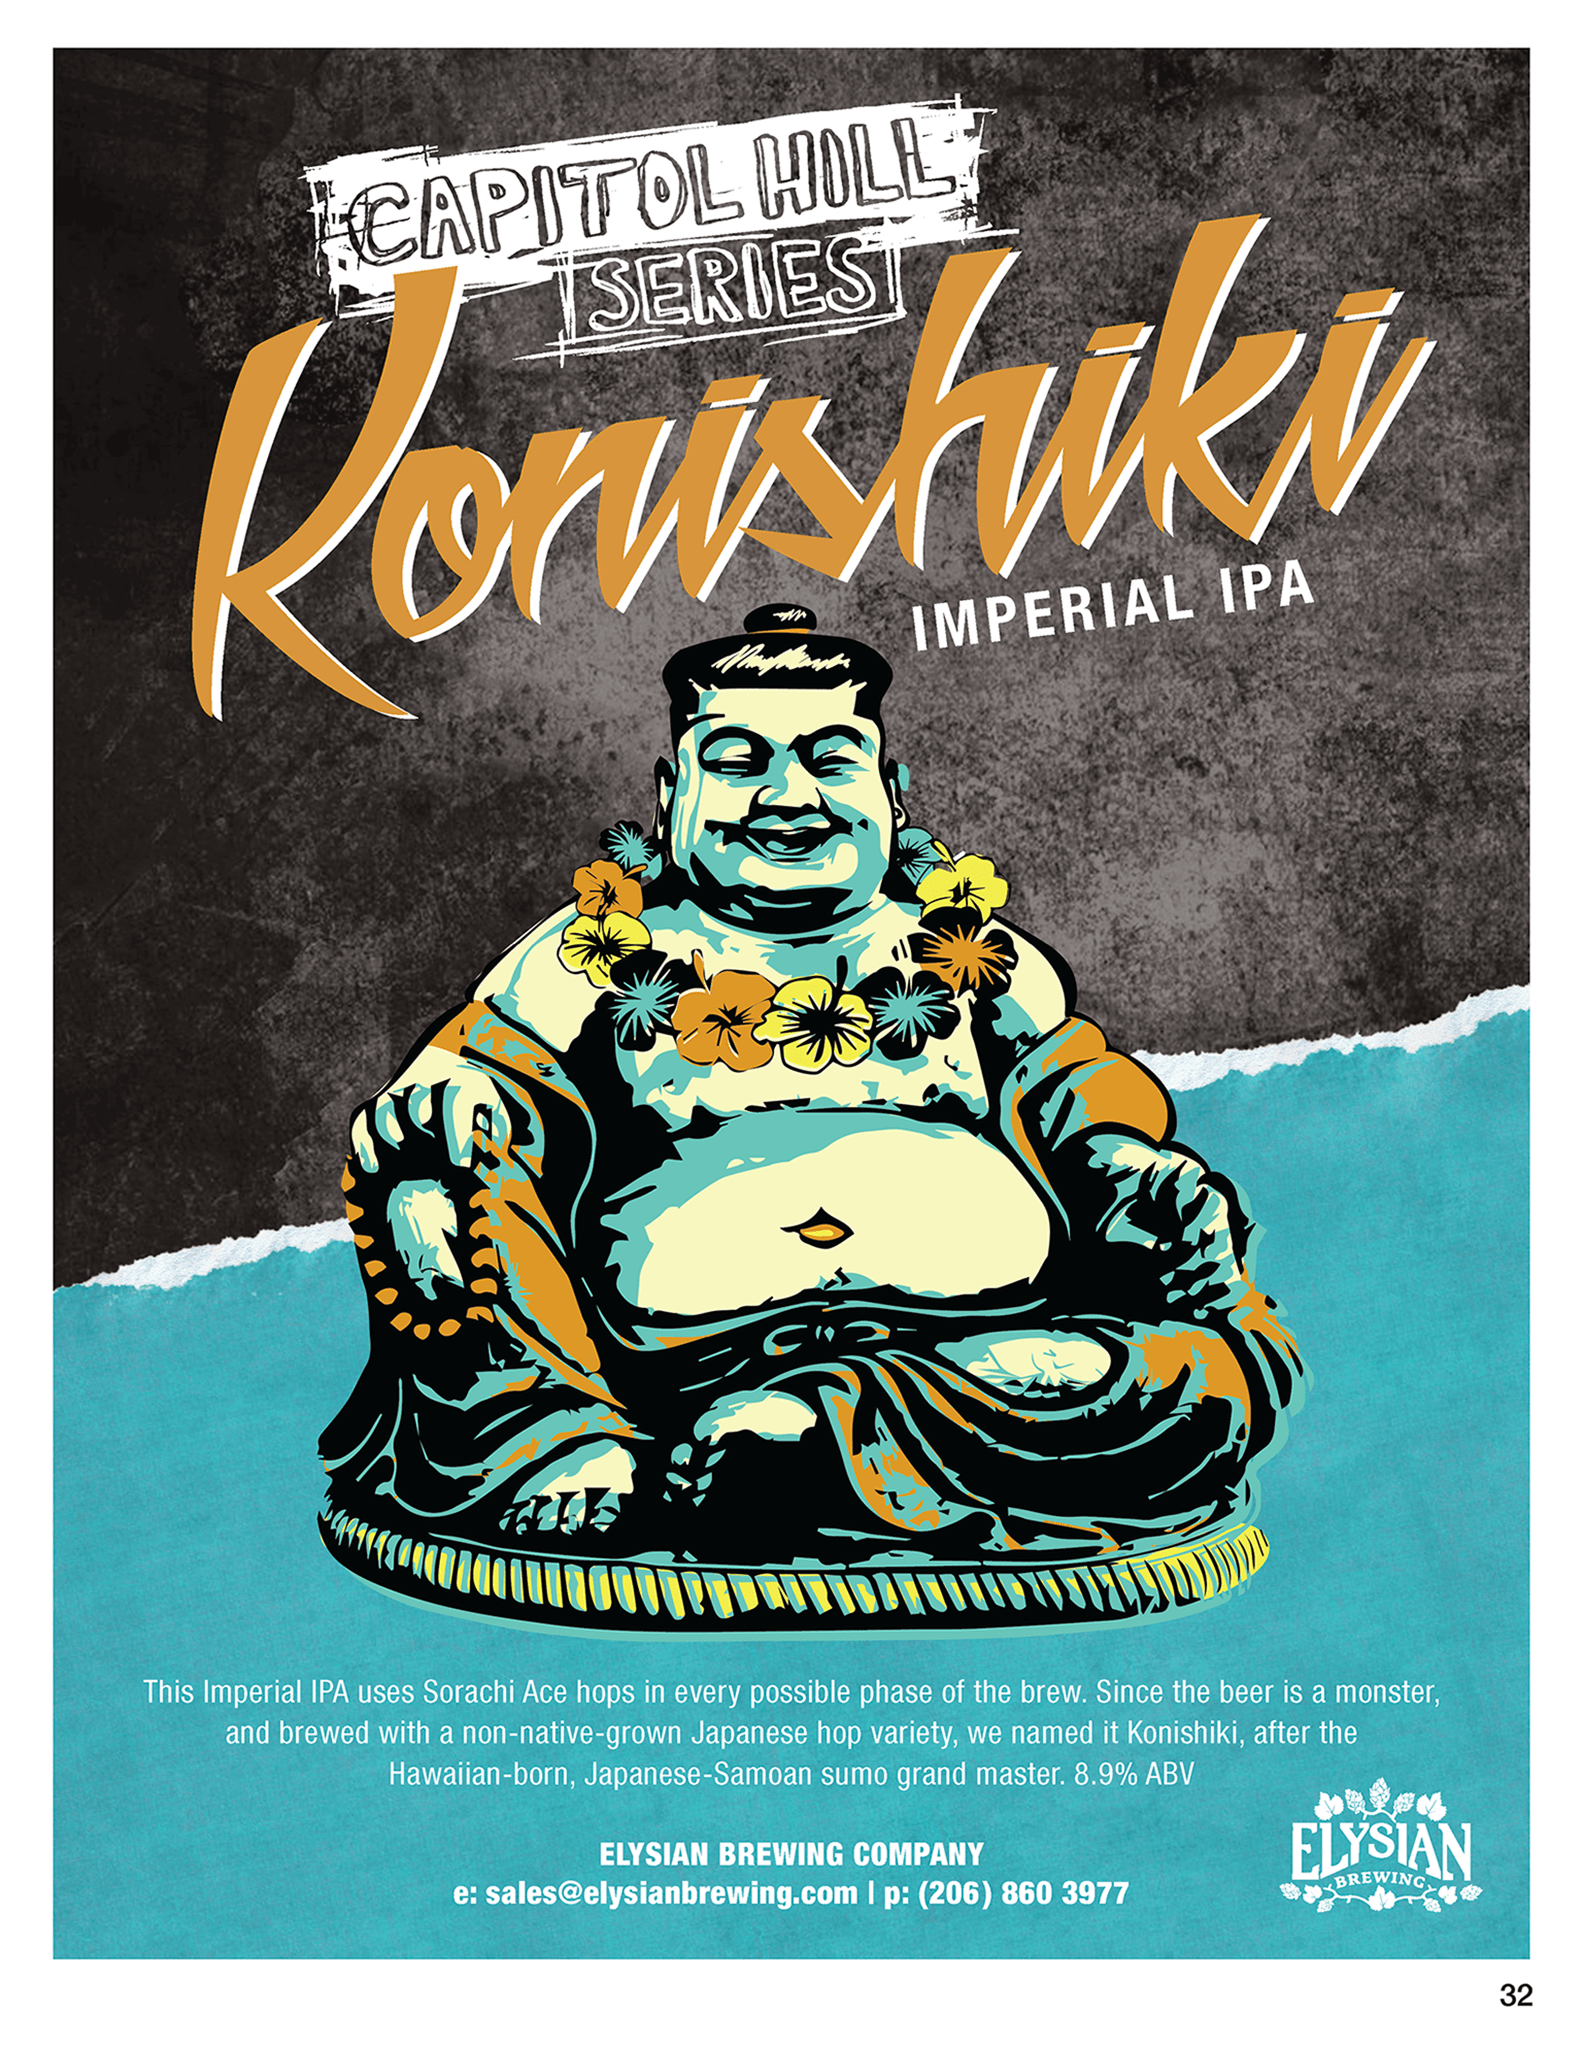 CAPITOL HILL
SERIES
Konishiki
IMPERIAL IPA
This Imperial IPA uses Sorachi Ace hops in every possible phase of the brew. Since the beer is a monster,
and brewed with a non-native-grown Japanese hop variety, we named it Konishiki, after the
Hawaiian-born, Japanese-Samoan sumo grand master. 8.9% ABV
ELYSIAN BREWING COMPANY
e: sales@elysianbrewing.com | p: (206) 860 3977
ELYSIAN
BREWING
32